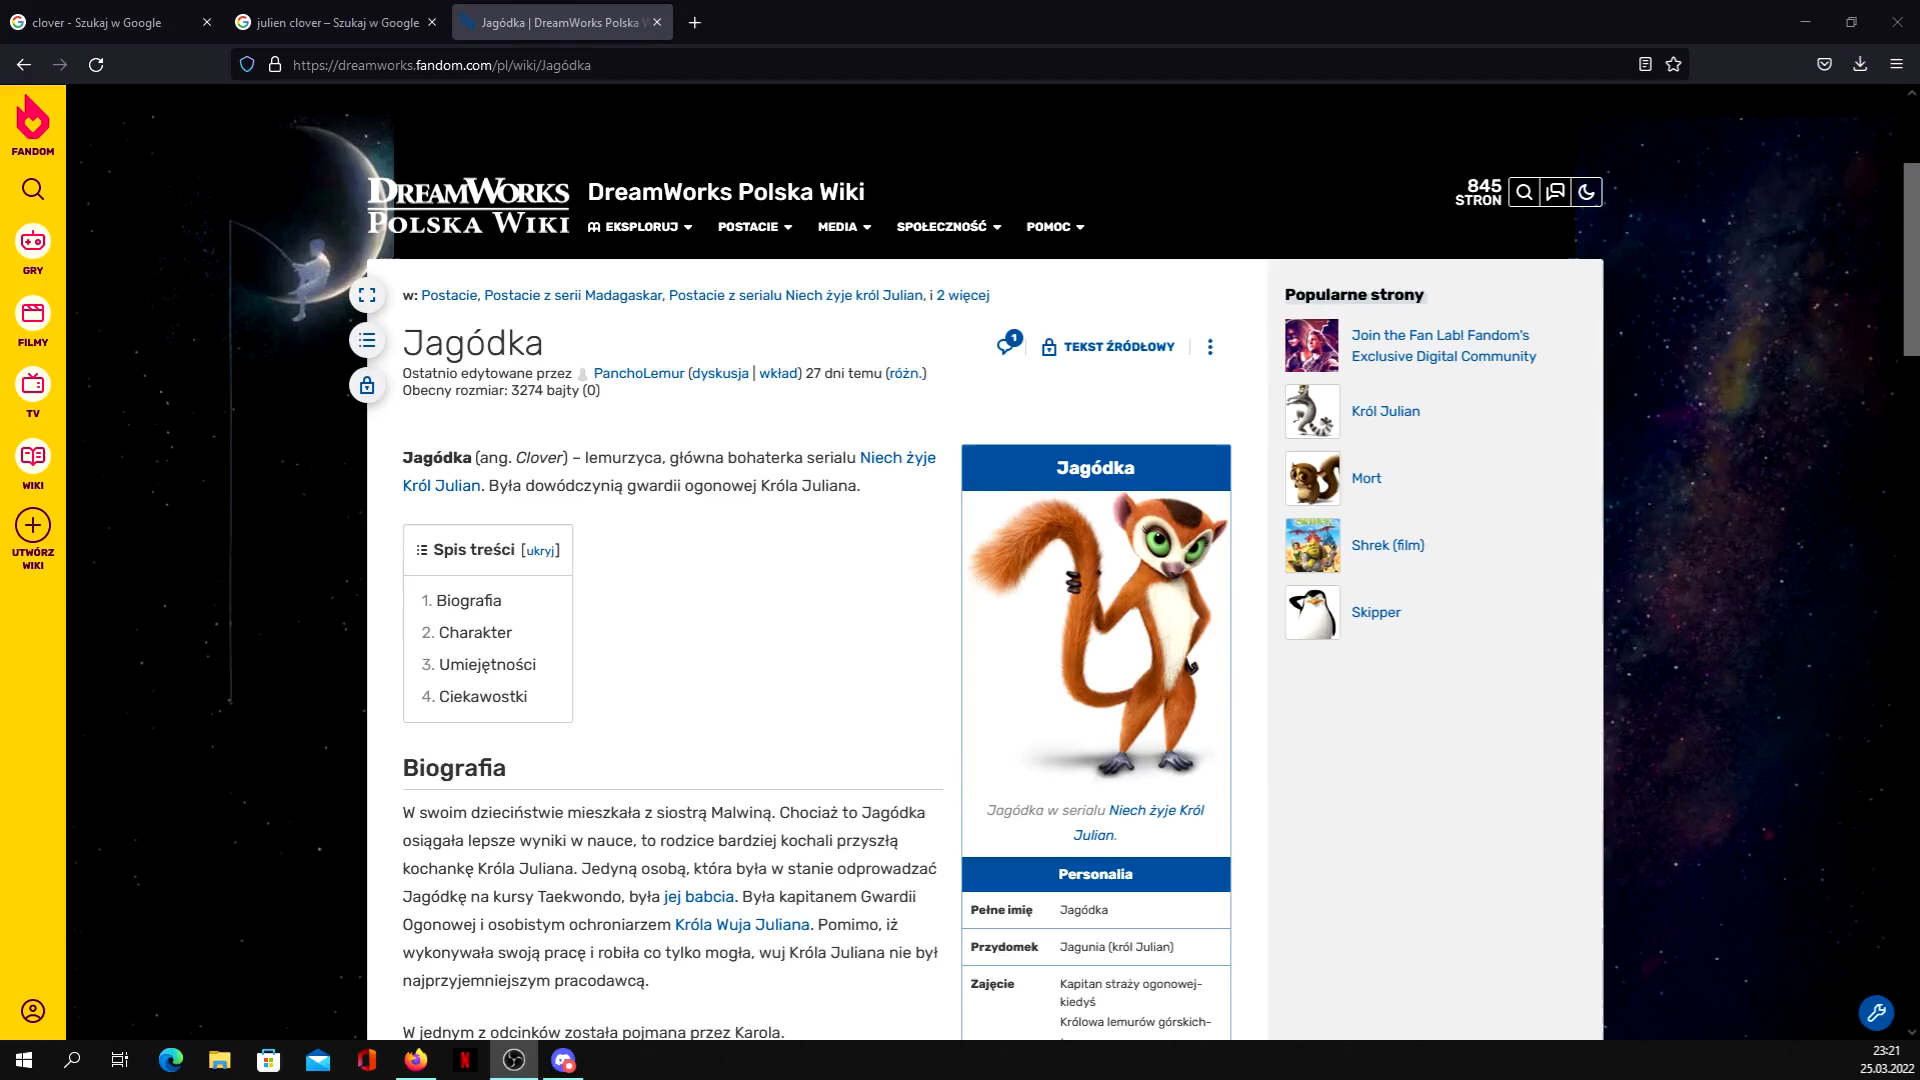 clover - Szukaj w Google
julien clover – Szukaj w Google
Jagódka | DreamWorks Polska W
https://dreamworks.fandom.com/pl/wiki/Jagódka
FANDOM
GRY
FILMY
TV
WIKI
UTWÓRZ
WIKI
DREAMWORKS
POLSKA WIKI
DreamWorks Polska Wiki
845
STRON
EKSPLORUJ
POSTACIE
MEDIA
SPOŁECZNOŚĆ
POMOC
w: Postacie, Postacie z serii Madagaskar, Postacie z serialu Niech żyje król Julian, i 2 więcej
Jagódka
1
TEKST ŹRÓDŁOWY
Ostatnio edytowane przez PanchoLemur (dyskusja | wkład) 27 dni temu (różn.)
Obecny rozmiar: 3274 bajty (0)
Jagódka (ang. Clover) – lemurzyca, główna bohaterka serialu Niech żyje
Król Julian. Była dowódczynią gwardii ogonowej Króla Juliana.
Spis treści [ukryj]
1. Biografia
2. Charakter
3. Umiejętności
4. Ciekawostki
Biografia
W swoim dzieciństwie mieszkała z siostrą Malwiną. Chociaż to Jagódka
osiągała lepsze wyniki w nauce, to rodzice bardziej kochali przyszłą
kochankę Króla Juliana. Jedyną osobą, która była w stanie odprowadzać
Jagódkę na kursy Taekwondo, była jej babcia. Była kapitanem Gwardii
Ogonowej i osobistym ochroniarzem Króla Wuja Juliana. Pomimo, iż
wykonywała swoją pracę i robiła co tylko mogła, wuj Króla Juliana nie był
najprzyjemniejszym pracodawcą.
W jednym z odcinków została pojmana przez Karola.
Jagódka
Jagódka w serialu Niech żyje Król
Julian.
Personalia
Pełne imię Jagódka
Przydomek Jagunia (król Julian)
Zajęcie Kapitan straży ogonowej-
kiedyś
Królowa lemurów górskich-
Popularne strony
Join the Fan Lab| Fandom's
Exclusive Digital Community
Król Julian
Mort
Shrek (film)
Skipper
23:21
25.03.2022